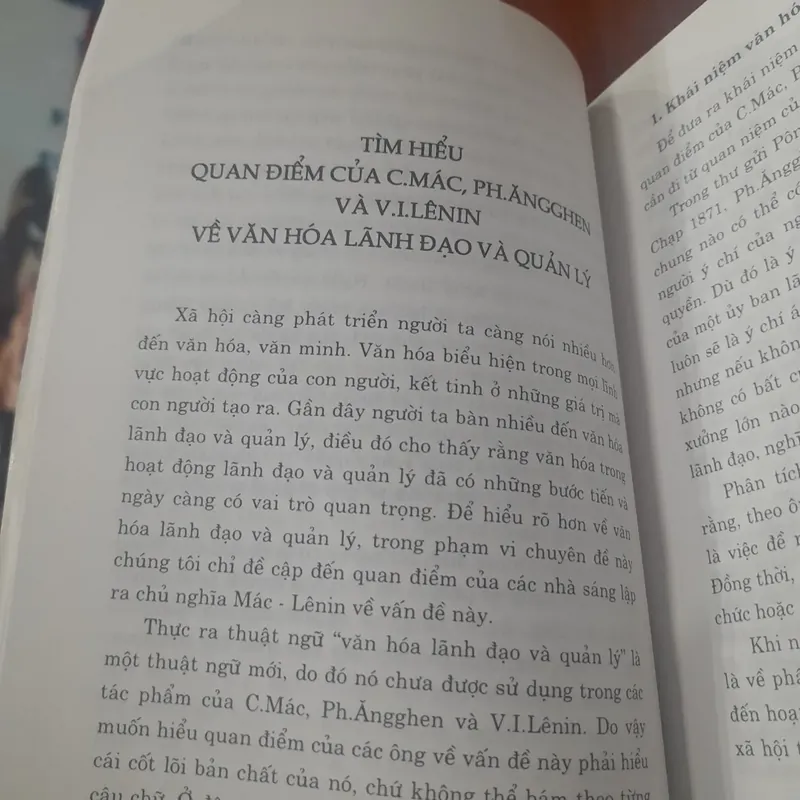 TÌM HIỂU
QUAN ĐIỂM CỦA C.MÁC, PH.ĂNGGHEN
VÀ V.I.LÊNIN
VỀ VĂN HÓA LÃNH ĐẠO VÀ QUẢN LÝ
Xã hội càng phát triển người ta càng nói nhiều hơn
đến văn hóa, văn minh. Văn hóa biểu hiện trong mọi lĩnh
vực hoạt động của con người, kết tinh ở những giá trị mà
con người tạo ra. Gần đây người ta bàn nhiều đến văn hóa
lãnh đạo và quản lý, điều đó cho thấy rằng văn hóa trong
hoạt động lãnh đạo và quản lý đã có những bước tiến và
ngày càng có vai trò quan trọng. Để hiểu rõ hơn về văn
hóa lãnh đạo và quản lý, trong phạm vi chuyên đề này
chúng tôi chỉ đề cập đến quan điểm của các nhà sáng lập
ra chủ nghĩa Mác - Lênin về vấn đề này.
Thực ra thuật ngữ "văn hóa lãnh đạo và quản lý" là
một thuật ngữ mới, do đó nó chưa được sử dụng trong các
tác phẩm của C.Mác, Ph.Ăngghen và V.I.Lênin. Do vậy
muốn hiểu quan điểm của các ông về vấn đề này phải hiểu
cái cốt lõi bản chất của nó, chứ không thể bám theo từng
câu chữ. Ở
1. Khái niệm văn hó
Để đưa ra khái niệm
quan điểm của C.Mác, P
cần đi từ quan niệm củ
Trong thư gửi Pôn
Chạp 1871. Ph.Ăngg
chung nào có thể có
người ý chí của ng
quyền. Dù đó là ý
của một ủy ban lã
luôn sẽ là ý chí á
nhưng nếu khôn
không có bất c
xưởng lớn nào
lãnh đạo, nghĩ
Phân tích
rằng, theo ô
là việc để n
Đồng thời,
chức hoặc
Khi n
là về phá
đến hoạ
xã hội t